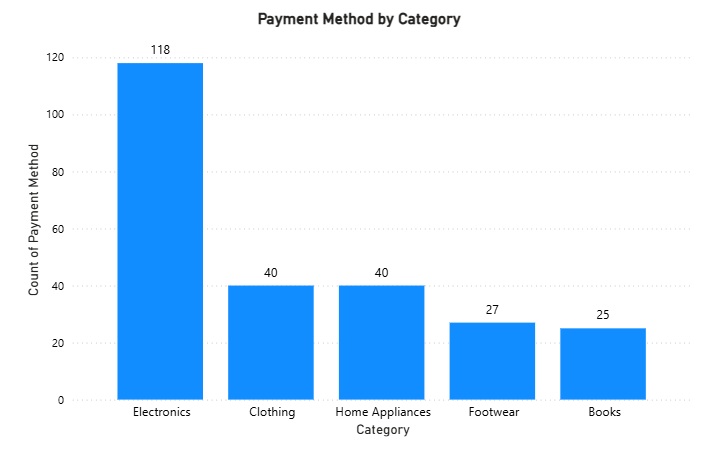 Payment Method by Category
Count of Payment Method
120
100
80
60
40
20
0
118
40
40
27
25
Electronics
Clothing
Home Appliances
Footwear
Books
Category